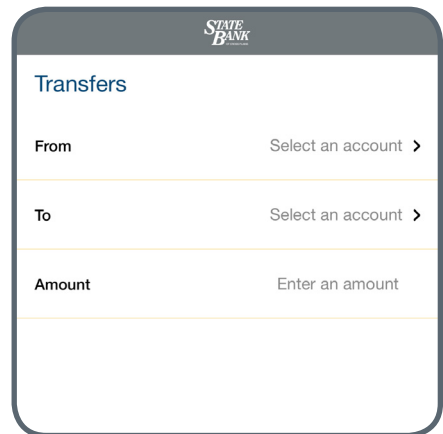 STATE
BANK
Transfers
From Select an account
To Select an account
Amount Enter an amount